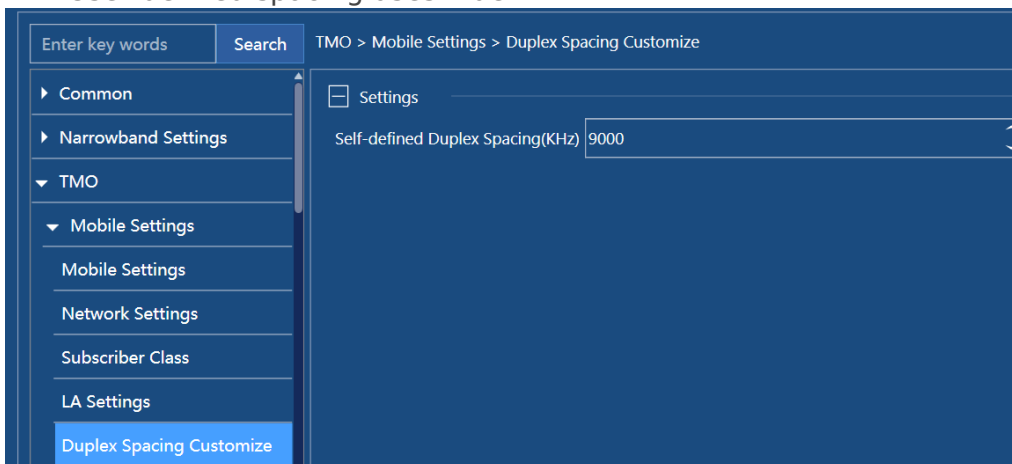 Enter key words Search TMO > Mobile Settings > Duplex Spacing Customize
Common
Settings
Narrowband Settings
Self-defined Duplex Spacing(KHz) 9000
TMO
Mobile Settings
Mobile Settings
Network Settings
Subscriber Class
LA Settings
Duplex Spacing Customize